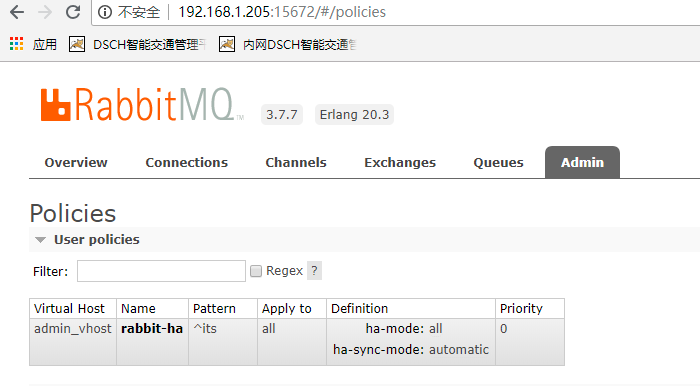 不安全 192.168.1.205:15672/#/policies
应用 DSCH智能交通管理 内网DSCH智能交通管
RabbitMQ TM 3.7.7 Erlang 20.3
Overview Connections Channels Exchanges Queues Admin
Policies
User policies
Filter: Regex ?
Virtual Host Name Pattern Apply to Definition Priority
admin_vhost rabbit-ha ^its all ha-mode: all 0
ha-sync-mode: automatic